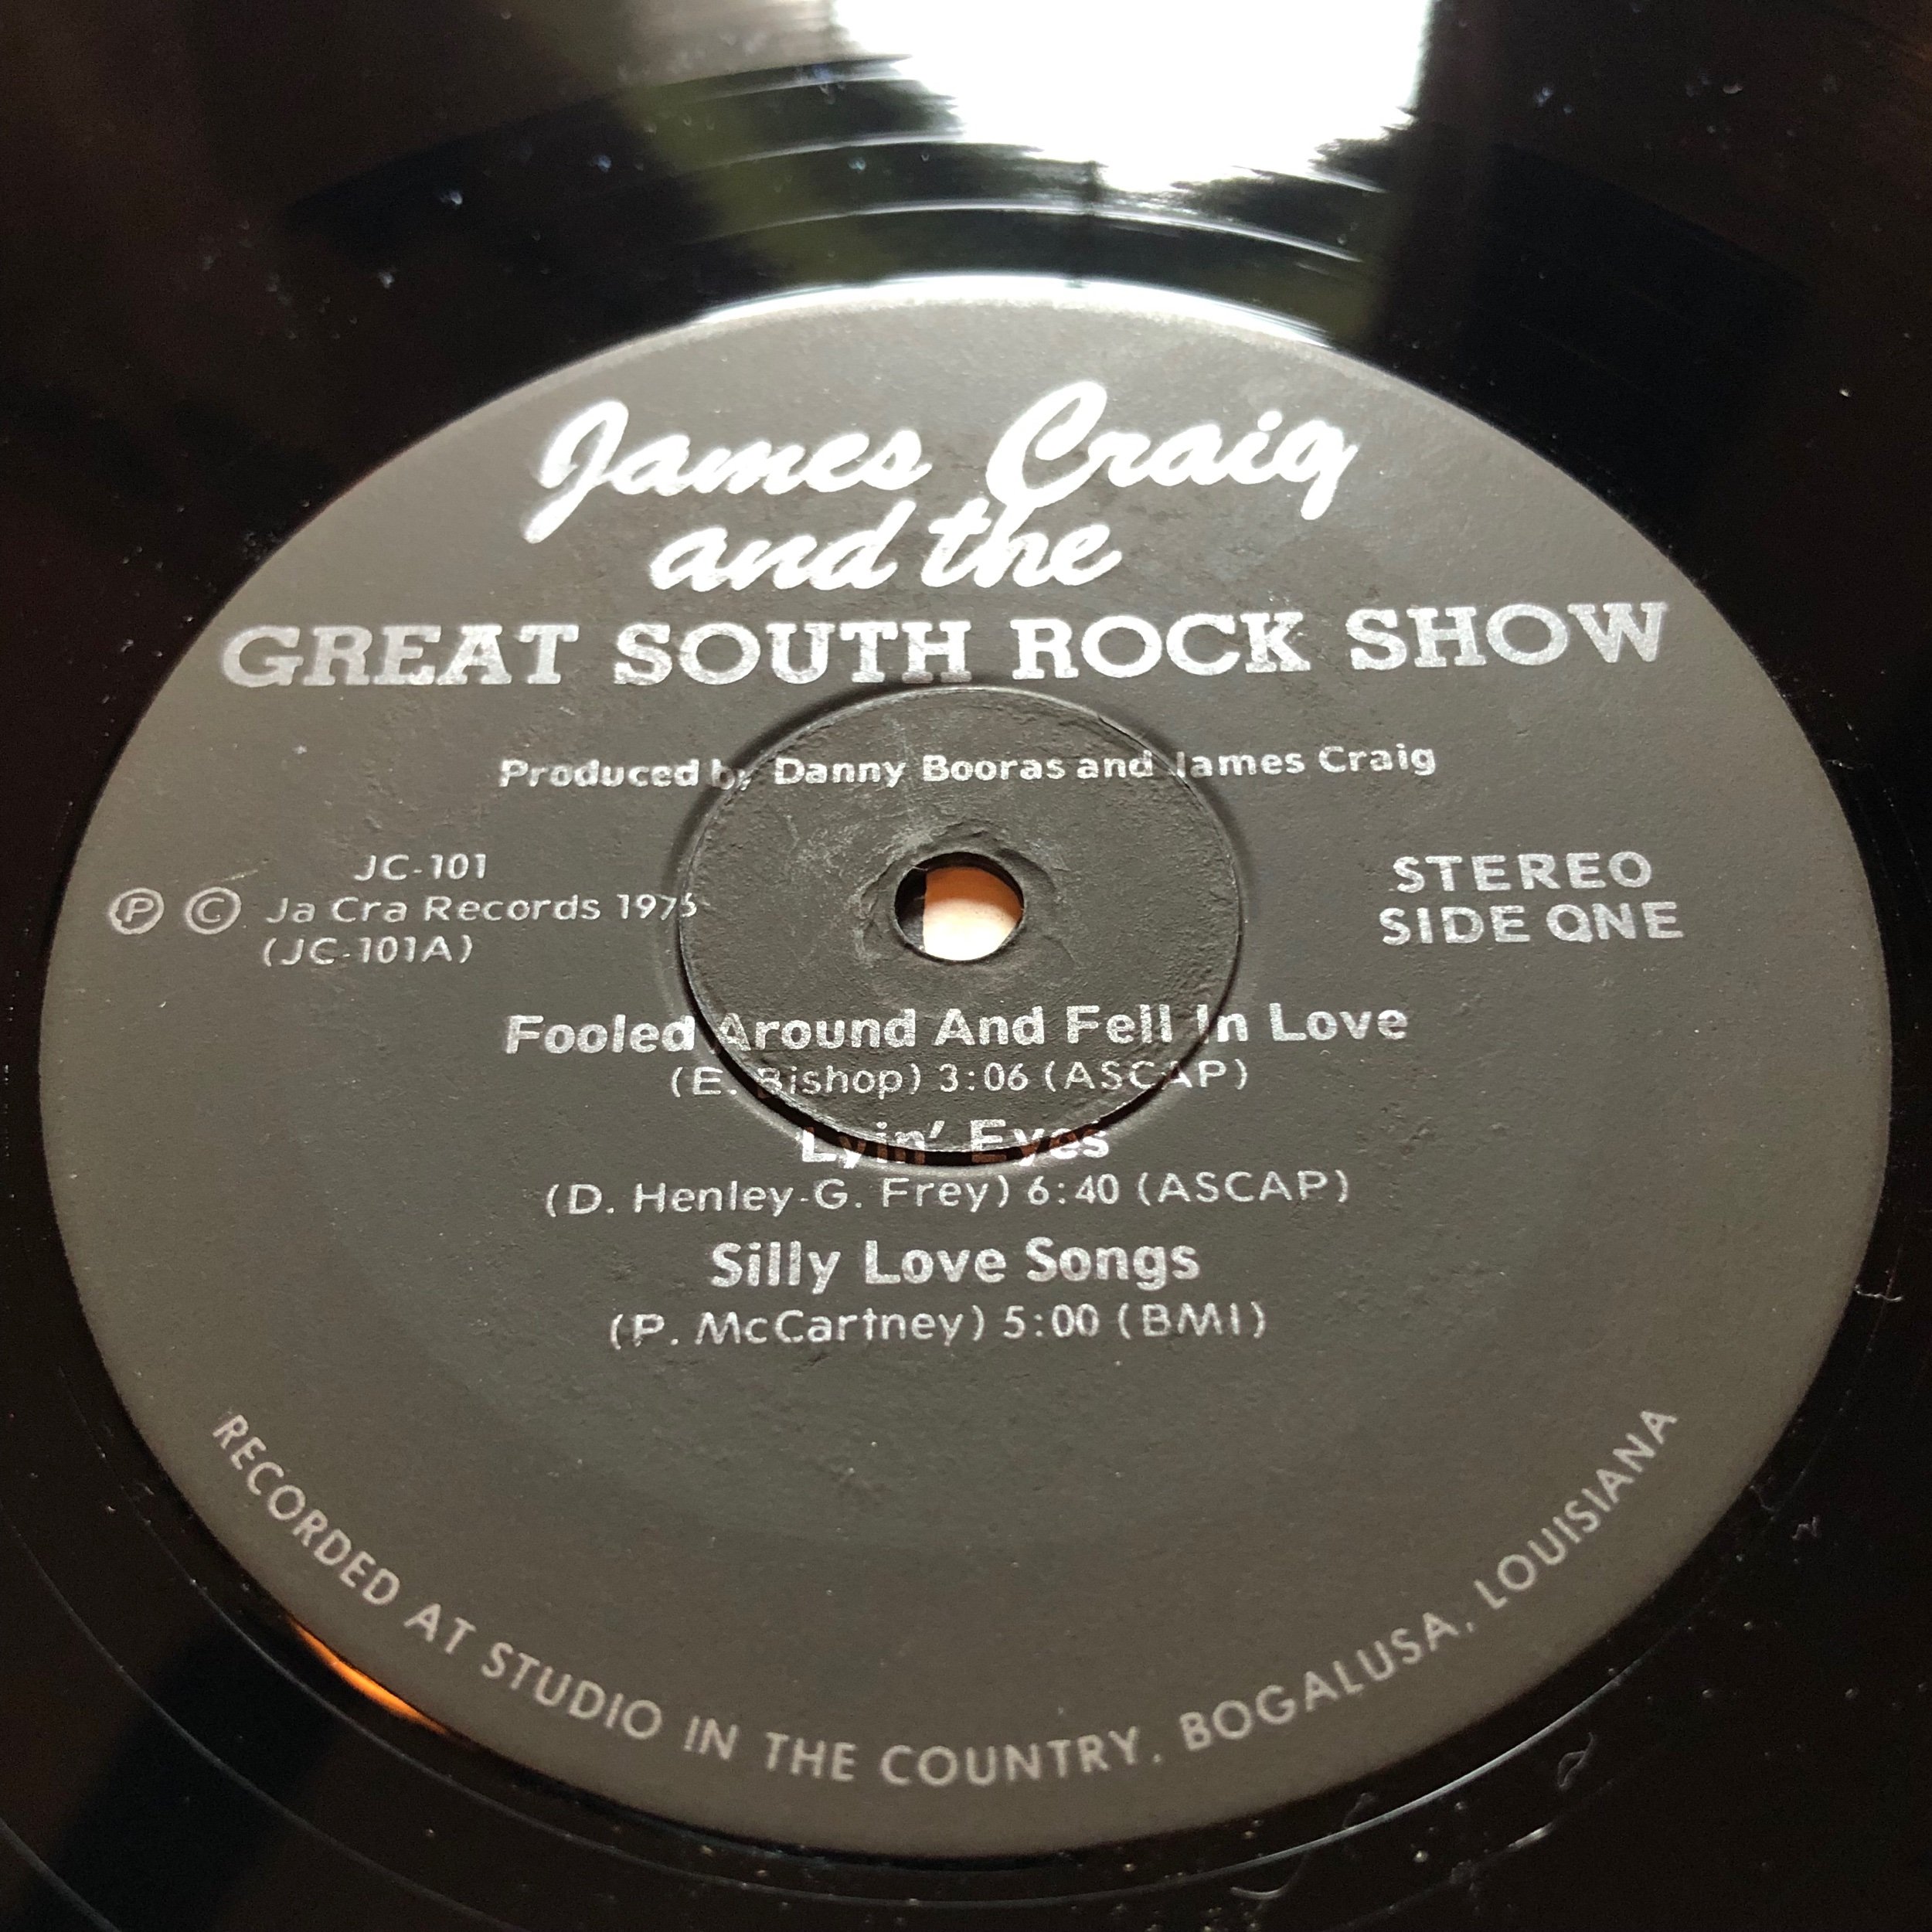 James Craig
and the
GREAT SOUTH ROCK SHOW
Produced by Danny Booras and James Craig
JC-101
Ⓟ © Ja Cra Records 1976
(JC-101A)
STEREO
SIDE ONE
Fooled Around And Fell In Love
(E. Bishop) 3:06 (ASCAP)
Lyin' Eyes
(D. Henley-G. Frey) 6:40 (ASCAP)
Silly Love Songs
(P. McCartney) 5:00 (BMI)
RECORDED AT STUDIO IN THE COUNTRY, BOGALUSA, LOUISIANA